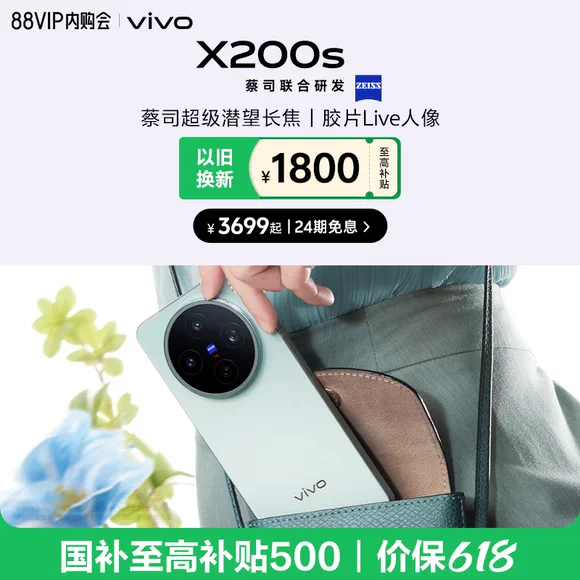 88VIP内购会 | vivo
X200s
蔡司联合研发 ZEISS
蔡司超级潜望长焦 | 胶片Live人像
以旧换新 ¥1800 至高补贴
¥3699起 | 24期免息 >
vivo
国补至高补贴500 | 价保618